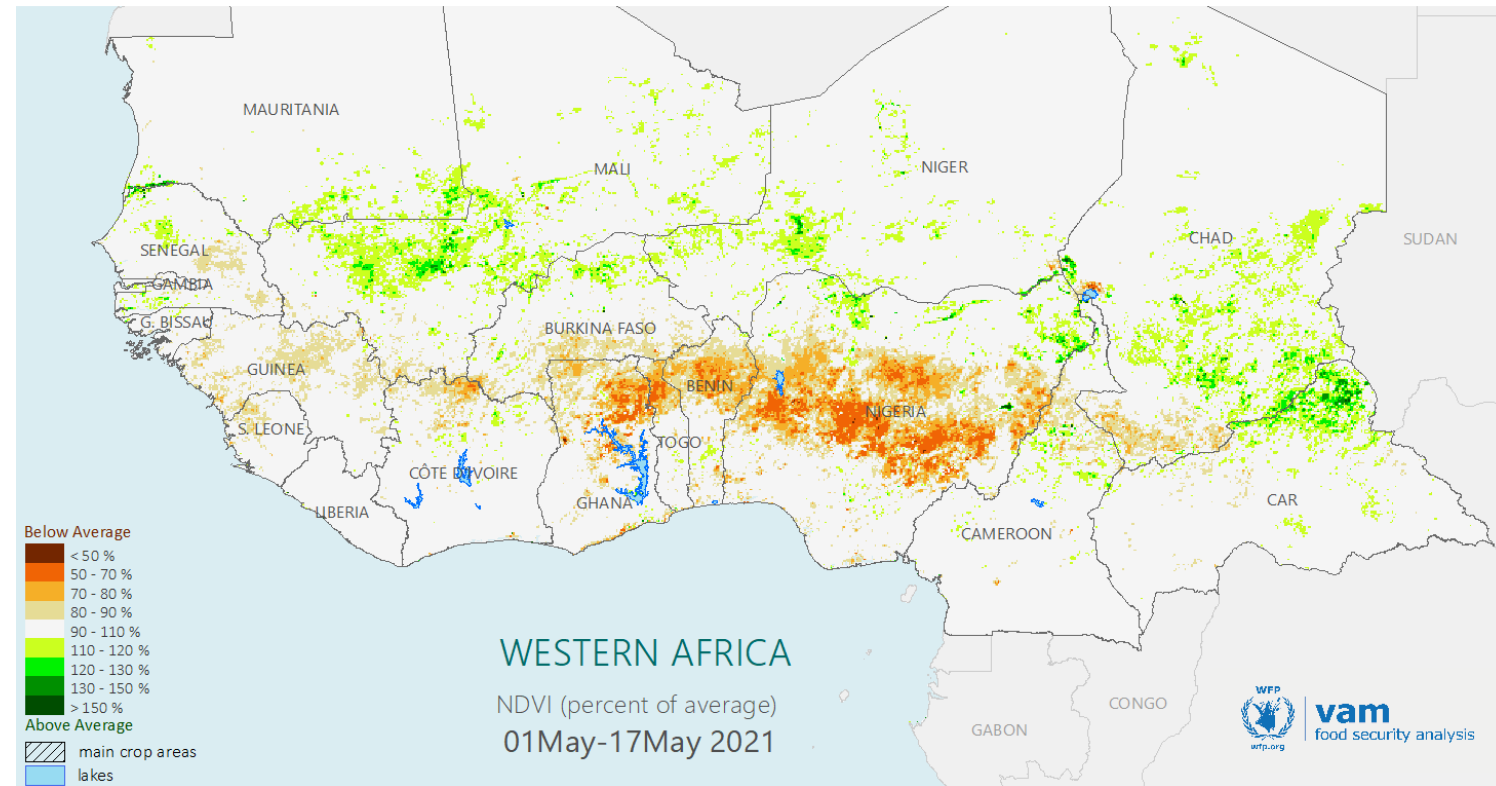 MAURITANIA
MALI
NIGER
CHAD
SUDAN
SENEGAL
GAMBIA
G. BISSAU
BURKINA FASO
GUINEA
BENIN
NIGERIA
S. LEONE
TOGO
CÔTE D'IVOIRE
GHANA
LIBERIA
CAR
CAMEROON
CONGO
GABON
Below Average
< 50 %
50 - 70 %
70 - 80 %
80 - 90 %
90 - 110 %
110 - 120 %
120 - 130 %
130 - 150 %
> 150 %
Above Average
main crop areas
lakes
WESTERN AFRICA
NDVI (percent of average)
01May-17May 2021
WFP
wfp.org
vam
food security analysis